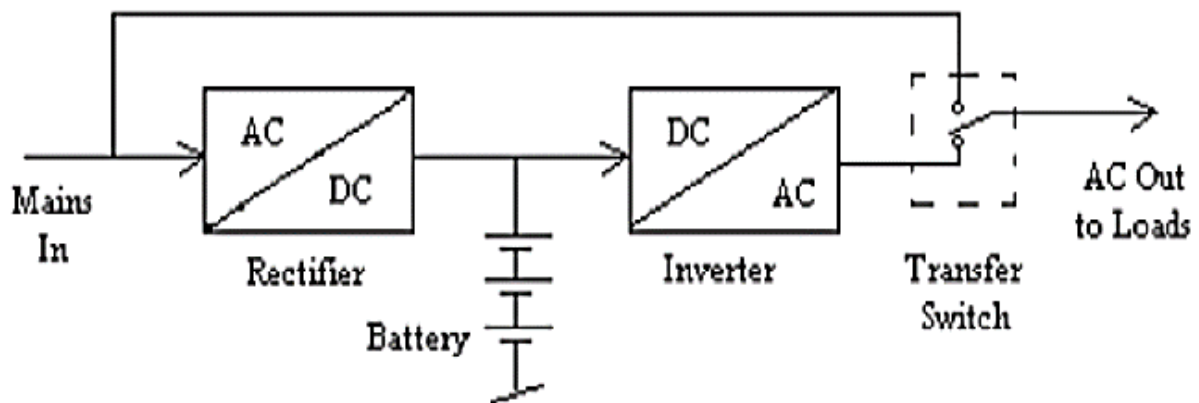 AC
DC
DC
AC
Mains
In
Rectifier
Battery
Inverter
Transfer
Switch
AC Out
to Loads